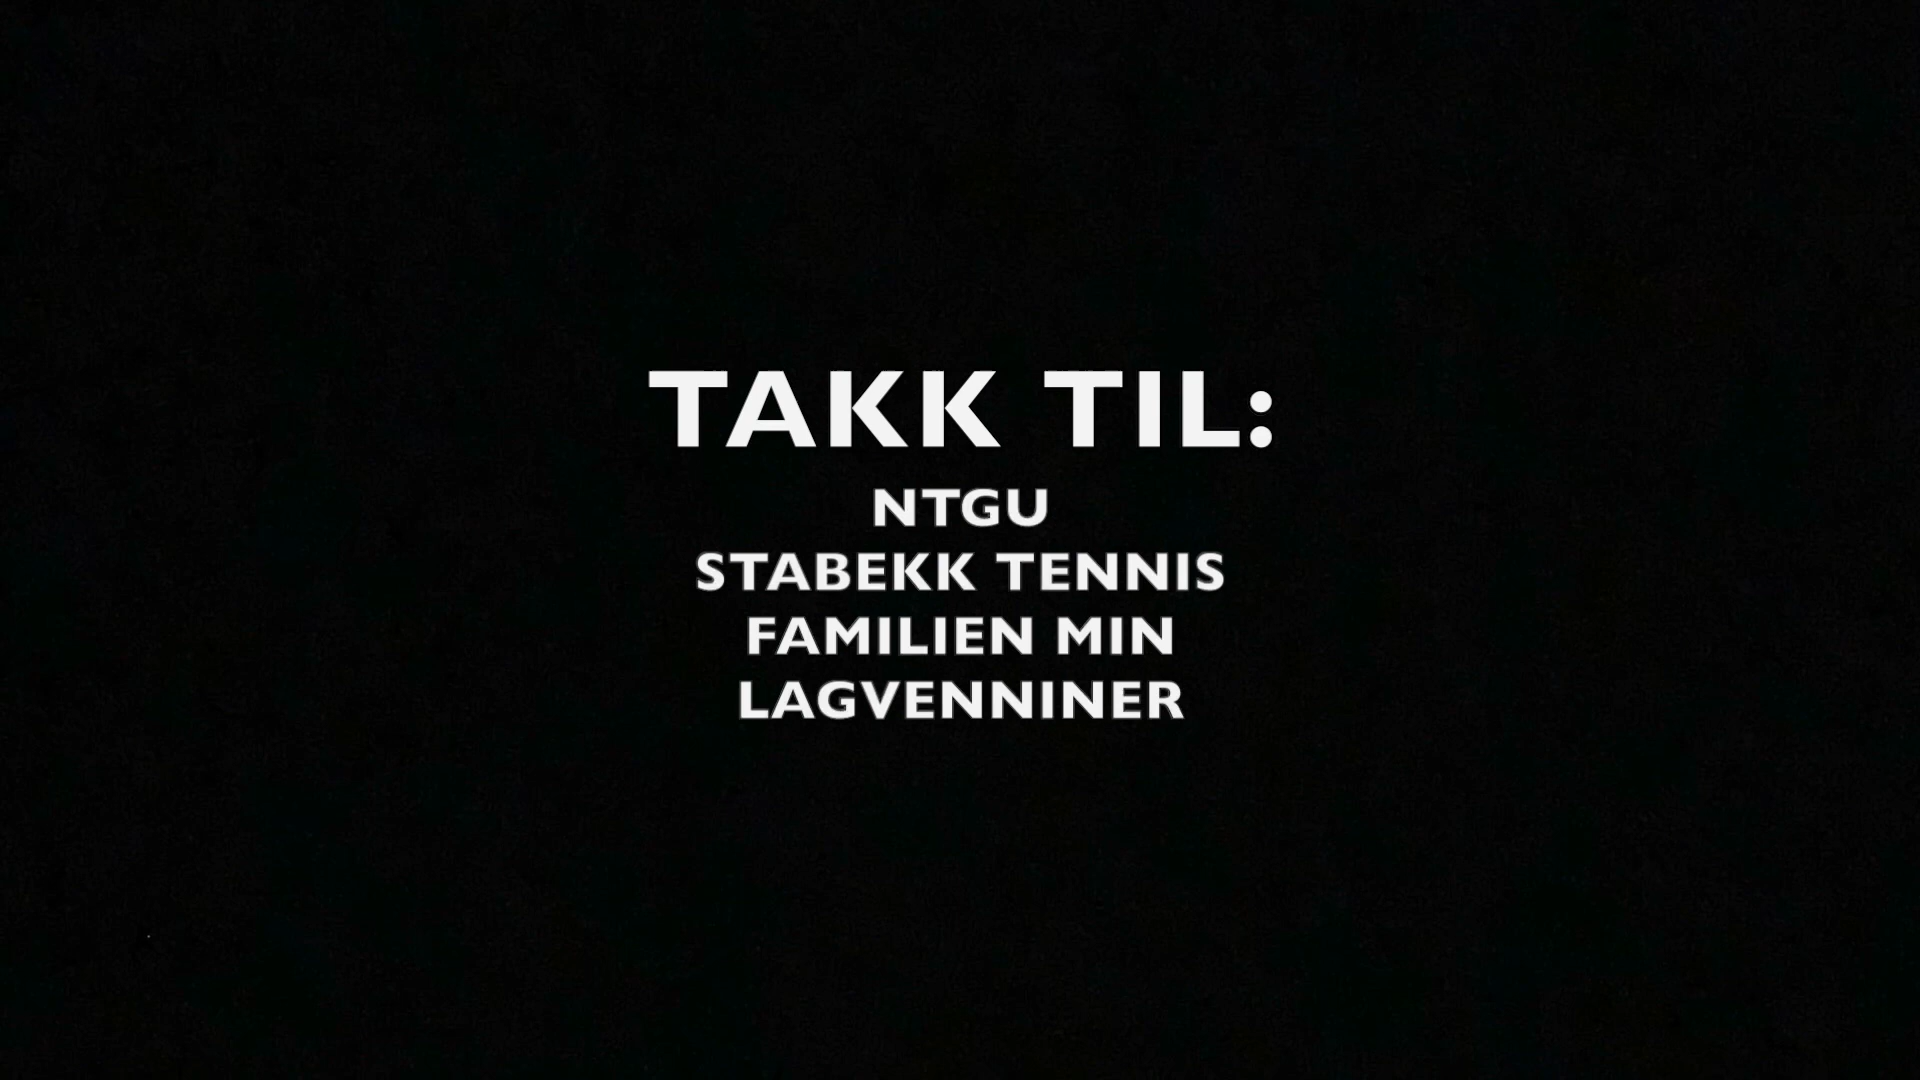 TAKK TIL:
NTGU
STABEKK TENNIS
FAMILIEN MIN
LAGVENNINER